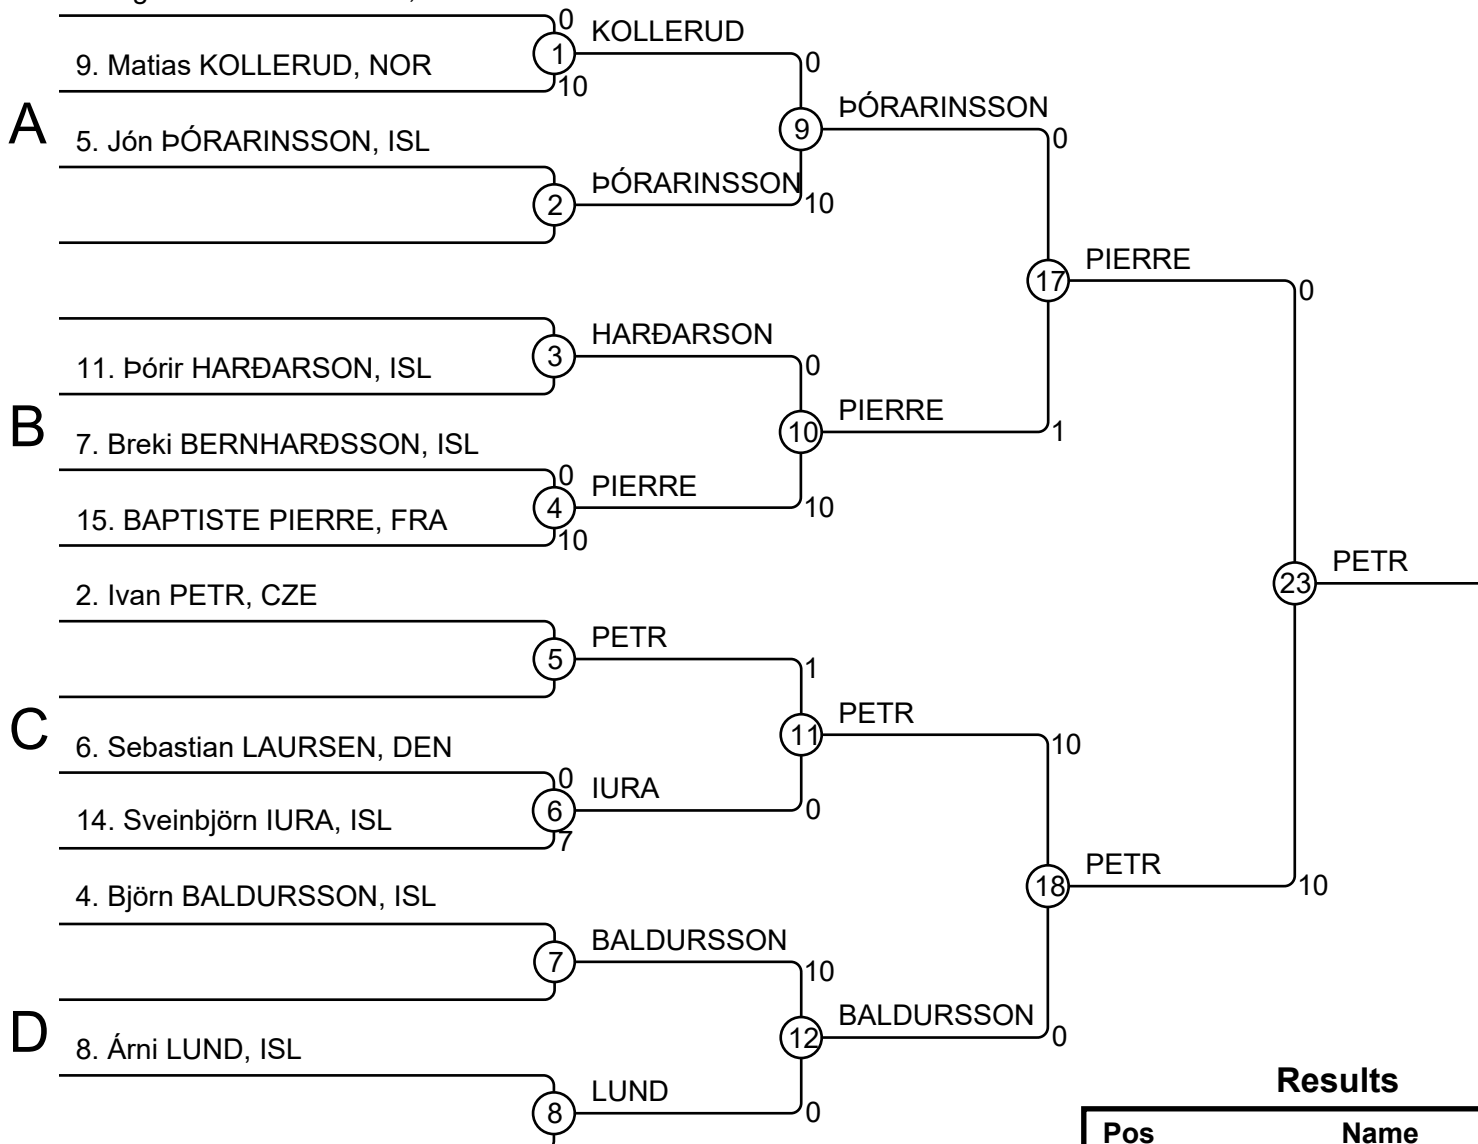 0
KOLLERUD
1
9. Matias KOLLERUD, NOR
0
10
A
ÞÓRARINSSON
9
5. Jón ÞÓRARINSSON, ISL
0
ÞÓRARINSSON
2
10
PIERRE
17
0
HARÐARSON
3
11. Þórir HARÐARSON, ISL
0
B
PIERRE
10
1
7. Breki BERNHARÐSSON, ISL
0
PIERRE
4
10
15. BAPTISTE PIERRE, FRA
10
PETR
23
2. Ivan PETR, CZE
PETR
5
1
C
PETR
11
6. Sebastian LAURSEN, DEN
10
0
IURA
6
0
14. Sveinbjörn IURA, ISL
7
PETR
18
10
4. Björn BALDURSSON, ISL
BALDURSSON
7
10
D
BALDURSSON
12
0
8. Árni LUND, ISL
LUND
8
0
Results
Pos Name